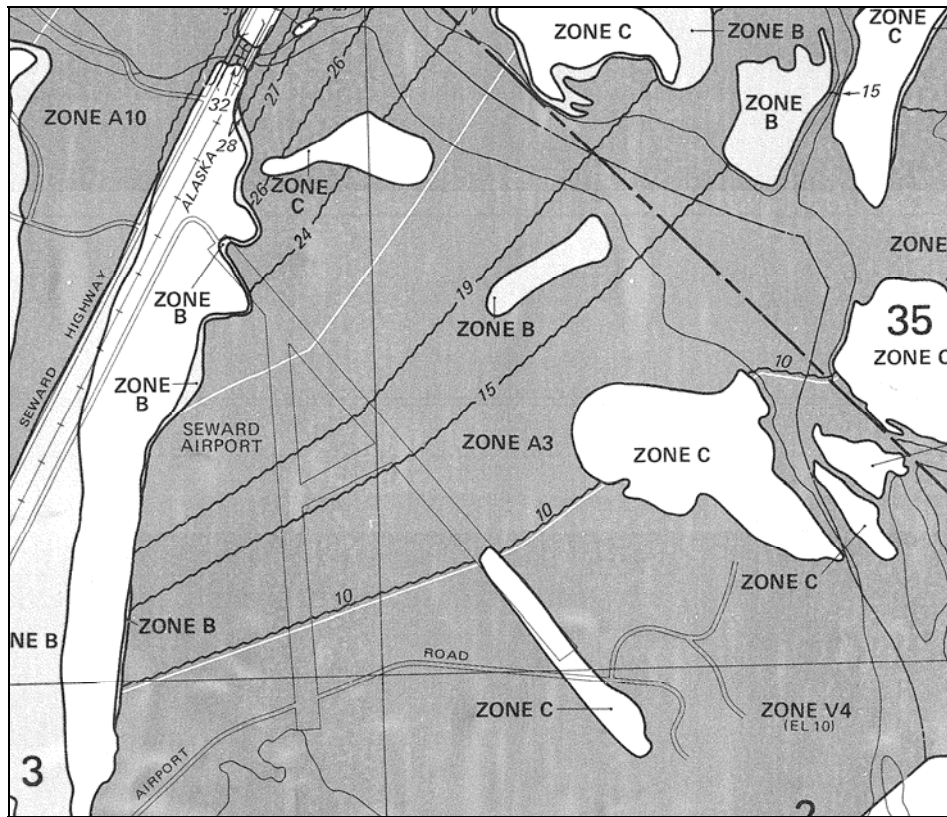 ZONE C
ZONE B
ZONE
C
26
27
32
28
15
ZONE A10
ZONE
B
ALASKA
ZONE
C
26
24
ZONE
19
ZONE
B
ZONE B
35
ZONE C
SEWARD HIGHWAY
10
ZONE
B
15
SEWARD
AIRPORT
ZONE A3
ZONE C
10
ZONE C
10
NE B
ZONE B
ROAD
ZONE C
ZONE V4
(EL 10)
3
AIRPORT
2